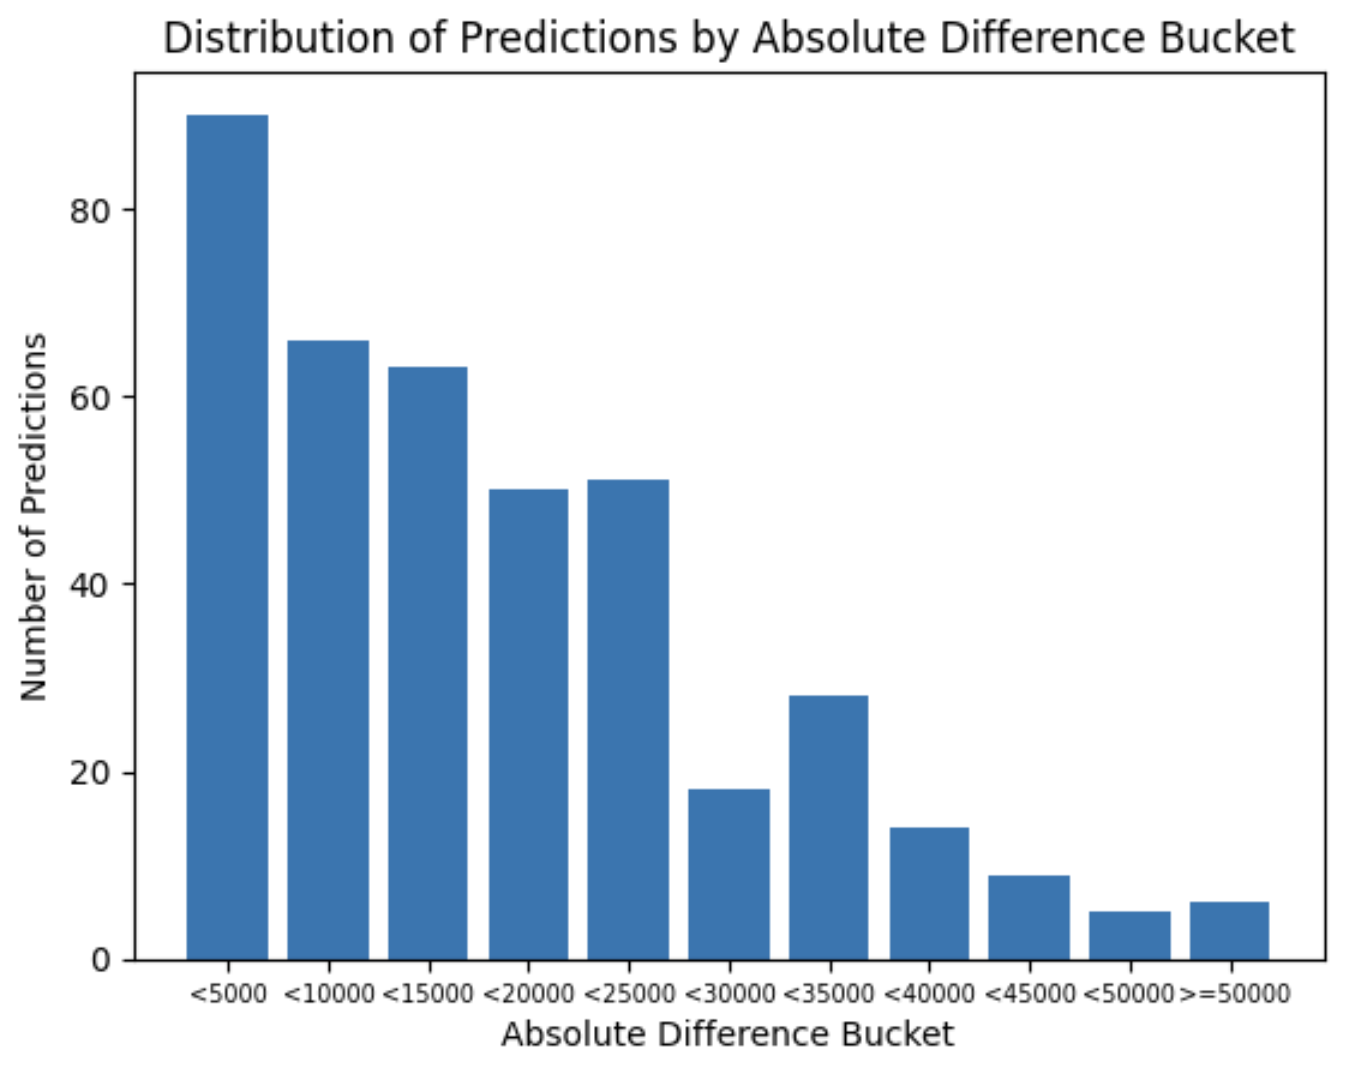 Distribution of Predictions by Absolute Difference Bucket
Number of Predictions
80
60
40
20
0
<5000 <10000 <15000 <20000 <25000 <30000 <35000 <40000 <45000 <50000 >=50000
Absolute Difference Bucket